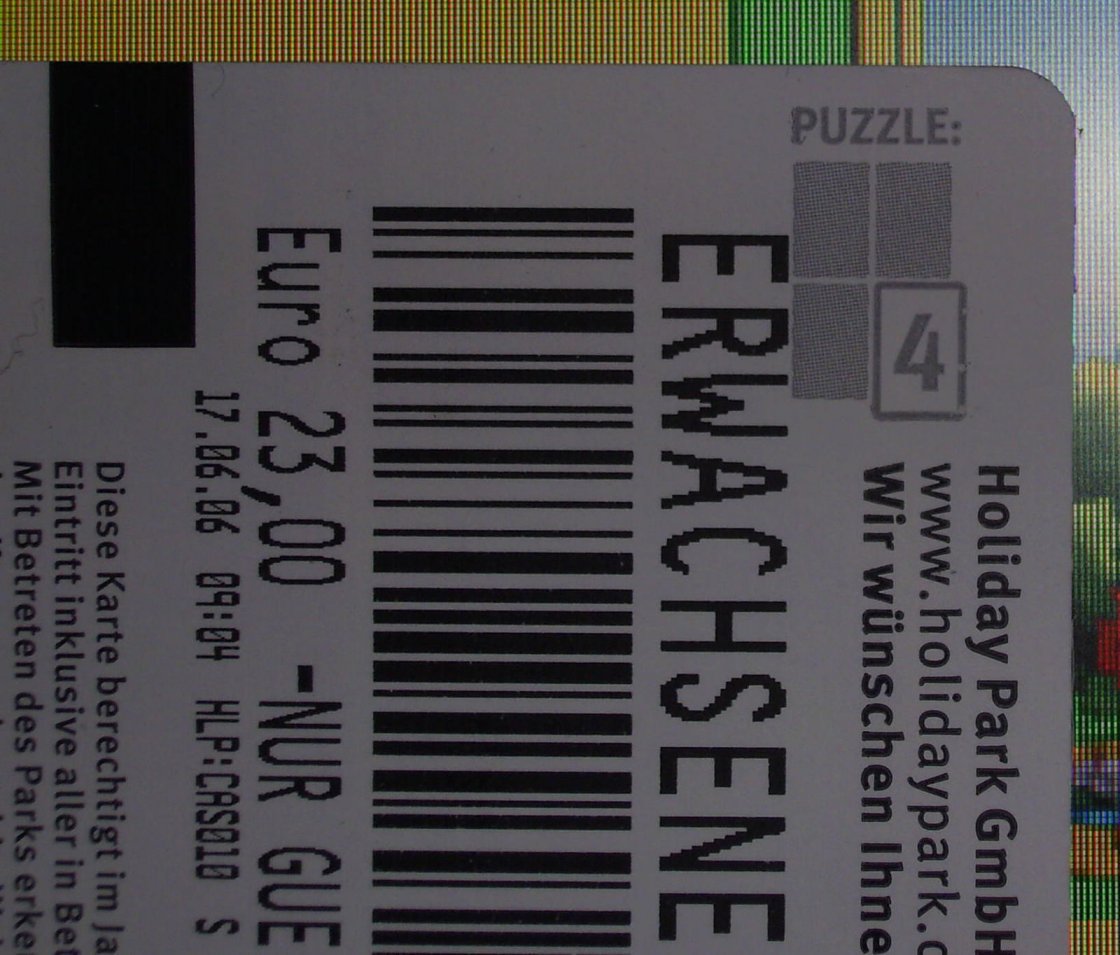 PUZZLE:
4
Holiday Park GmbH
www.holidaypark.
Wir wünschen Ihne
ERWACHSENE
Euro 23,00 -NUR GUE
17.06.06 09:04 HLP:CAS010 S
Diese Karte berechtigt im Ja
Eintritt inklusive aller in Bet
Mit Betreten des Parks erke